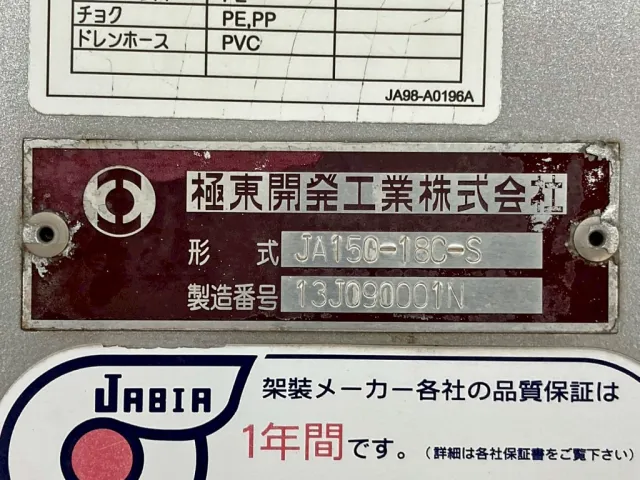 チョク PE,PP
ドレンホース PVC
JA98-A0196A
極東開発工業株式会社
形 式 JA150-18C-S
製造番号 13J090001N
JABIA
架装メーカー各社の品質保証は
1年間です。(詳細は各社保証書をご覧下さい)